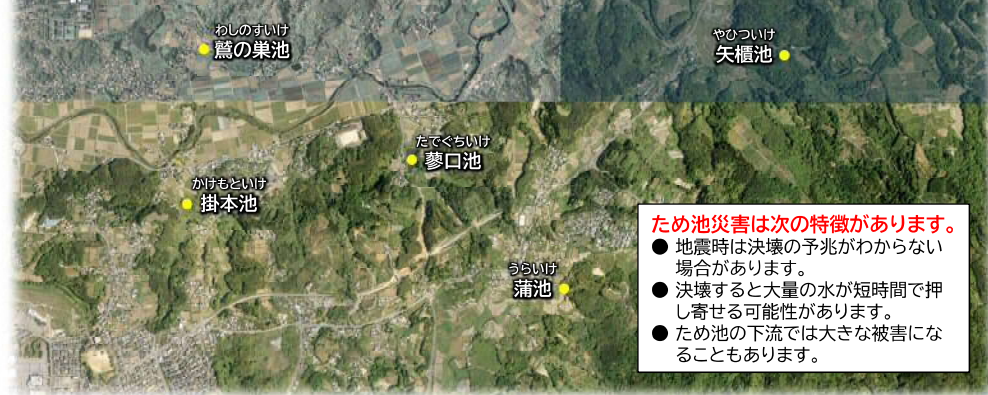 わしのすいけ
鷲の巣池
やひついけ
矢櫃池
たでぐちいけ
蓼口池
かけもといけ
掛本池
うらいけ
蒲池
ため池災害は次の特徴があります。
● 地震時は決壊の予兆がわからない
場合があります。
● 決壊すると大量の水が短時間で押
し寄せる可能性があります。
● ため池の下流では大きな被害にな
ることもあります。